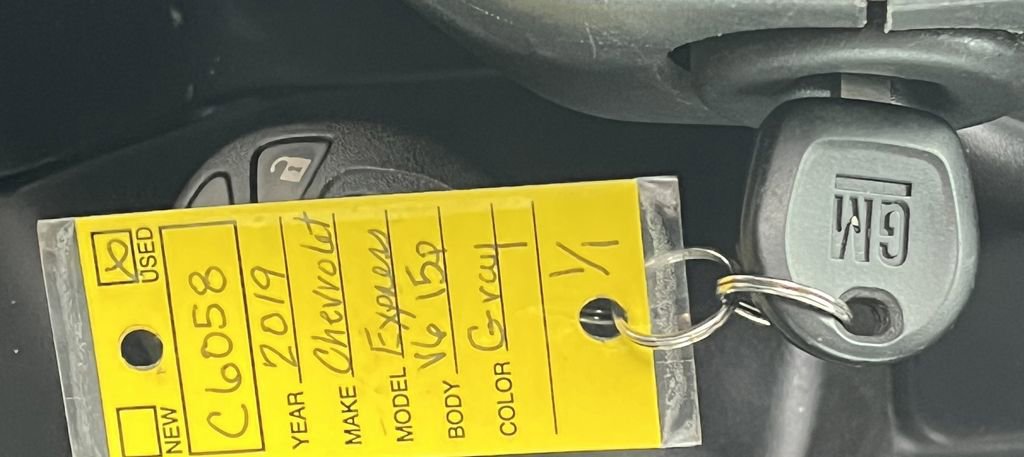 USED
NEW
C6058
YEAR 2019
MAKE Chevrolet
MODEL Express
V6 15p
BODY
COLOR Gray
1/1
GM